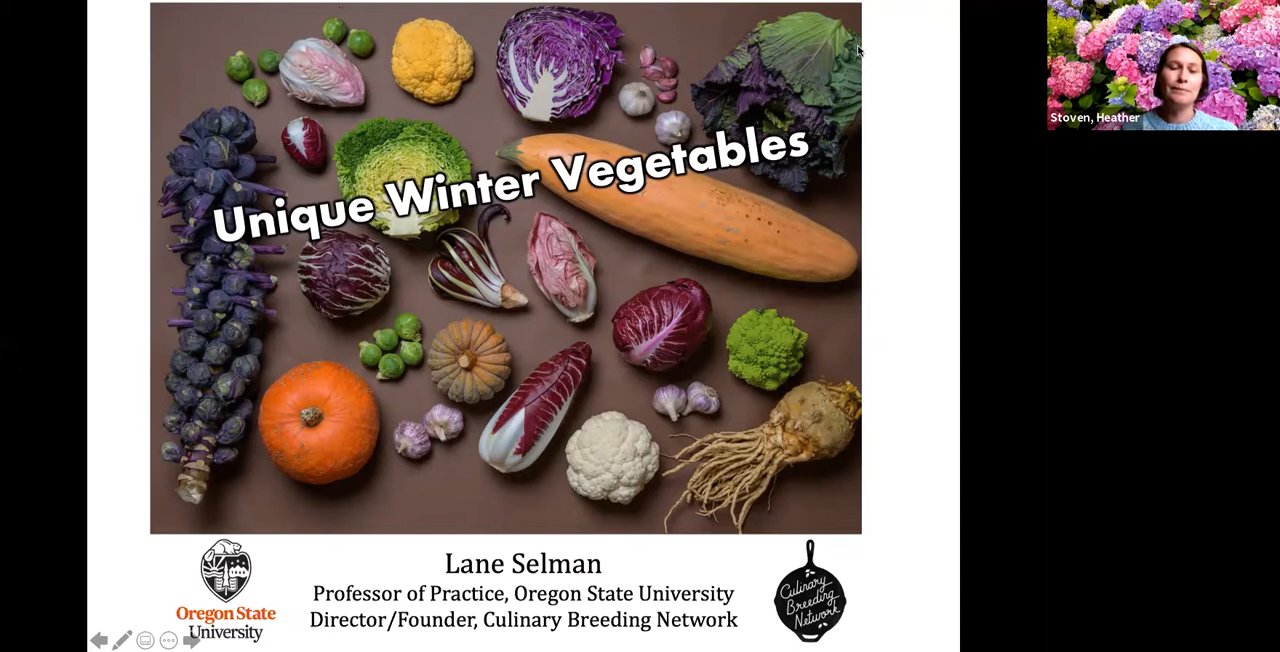 Unique Winter Vegetables
Stoven, Heather
Lane Selman
Professor of Practice, Oregon State University
Director/Founder, Culinary Breeding Network
Oregon State
University
Culinary
Breeding
Network